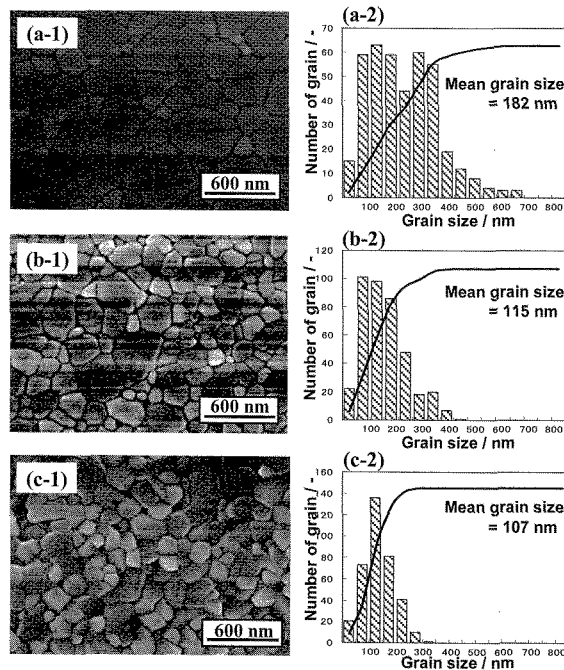 (a-1)
600 nm
(a-2)
Number of grain / -
70
60
50
40
30
20
10
0
100 200 300 400 500 600 700 800
Grain size / nm
Mean grain size
= 182 nm
(b-1)
600 nm
(b-2)
Number of grain / -
120
100
80
60
40
20
0
100 200 300 400 500 600 700 800
Grain size / nm
Mean grain size
= 115 nm
(c-1)
600 nm
(c-2)
Number of grain / -
160
140
120
100
80
60
40
20
0
100 200 300 400 500 600 700 800
Grain size / nm
Mean grain size
= 107 nm